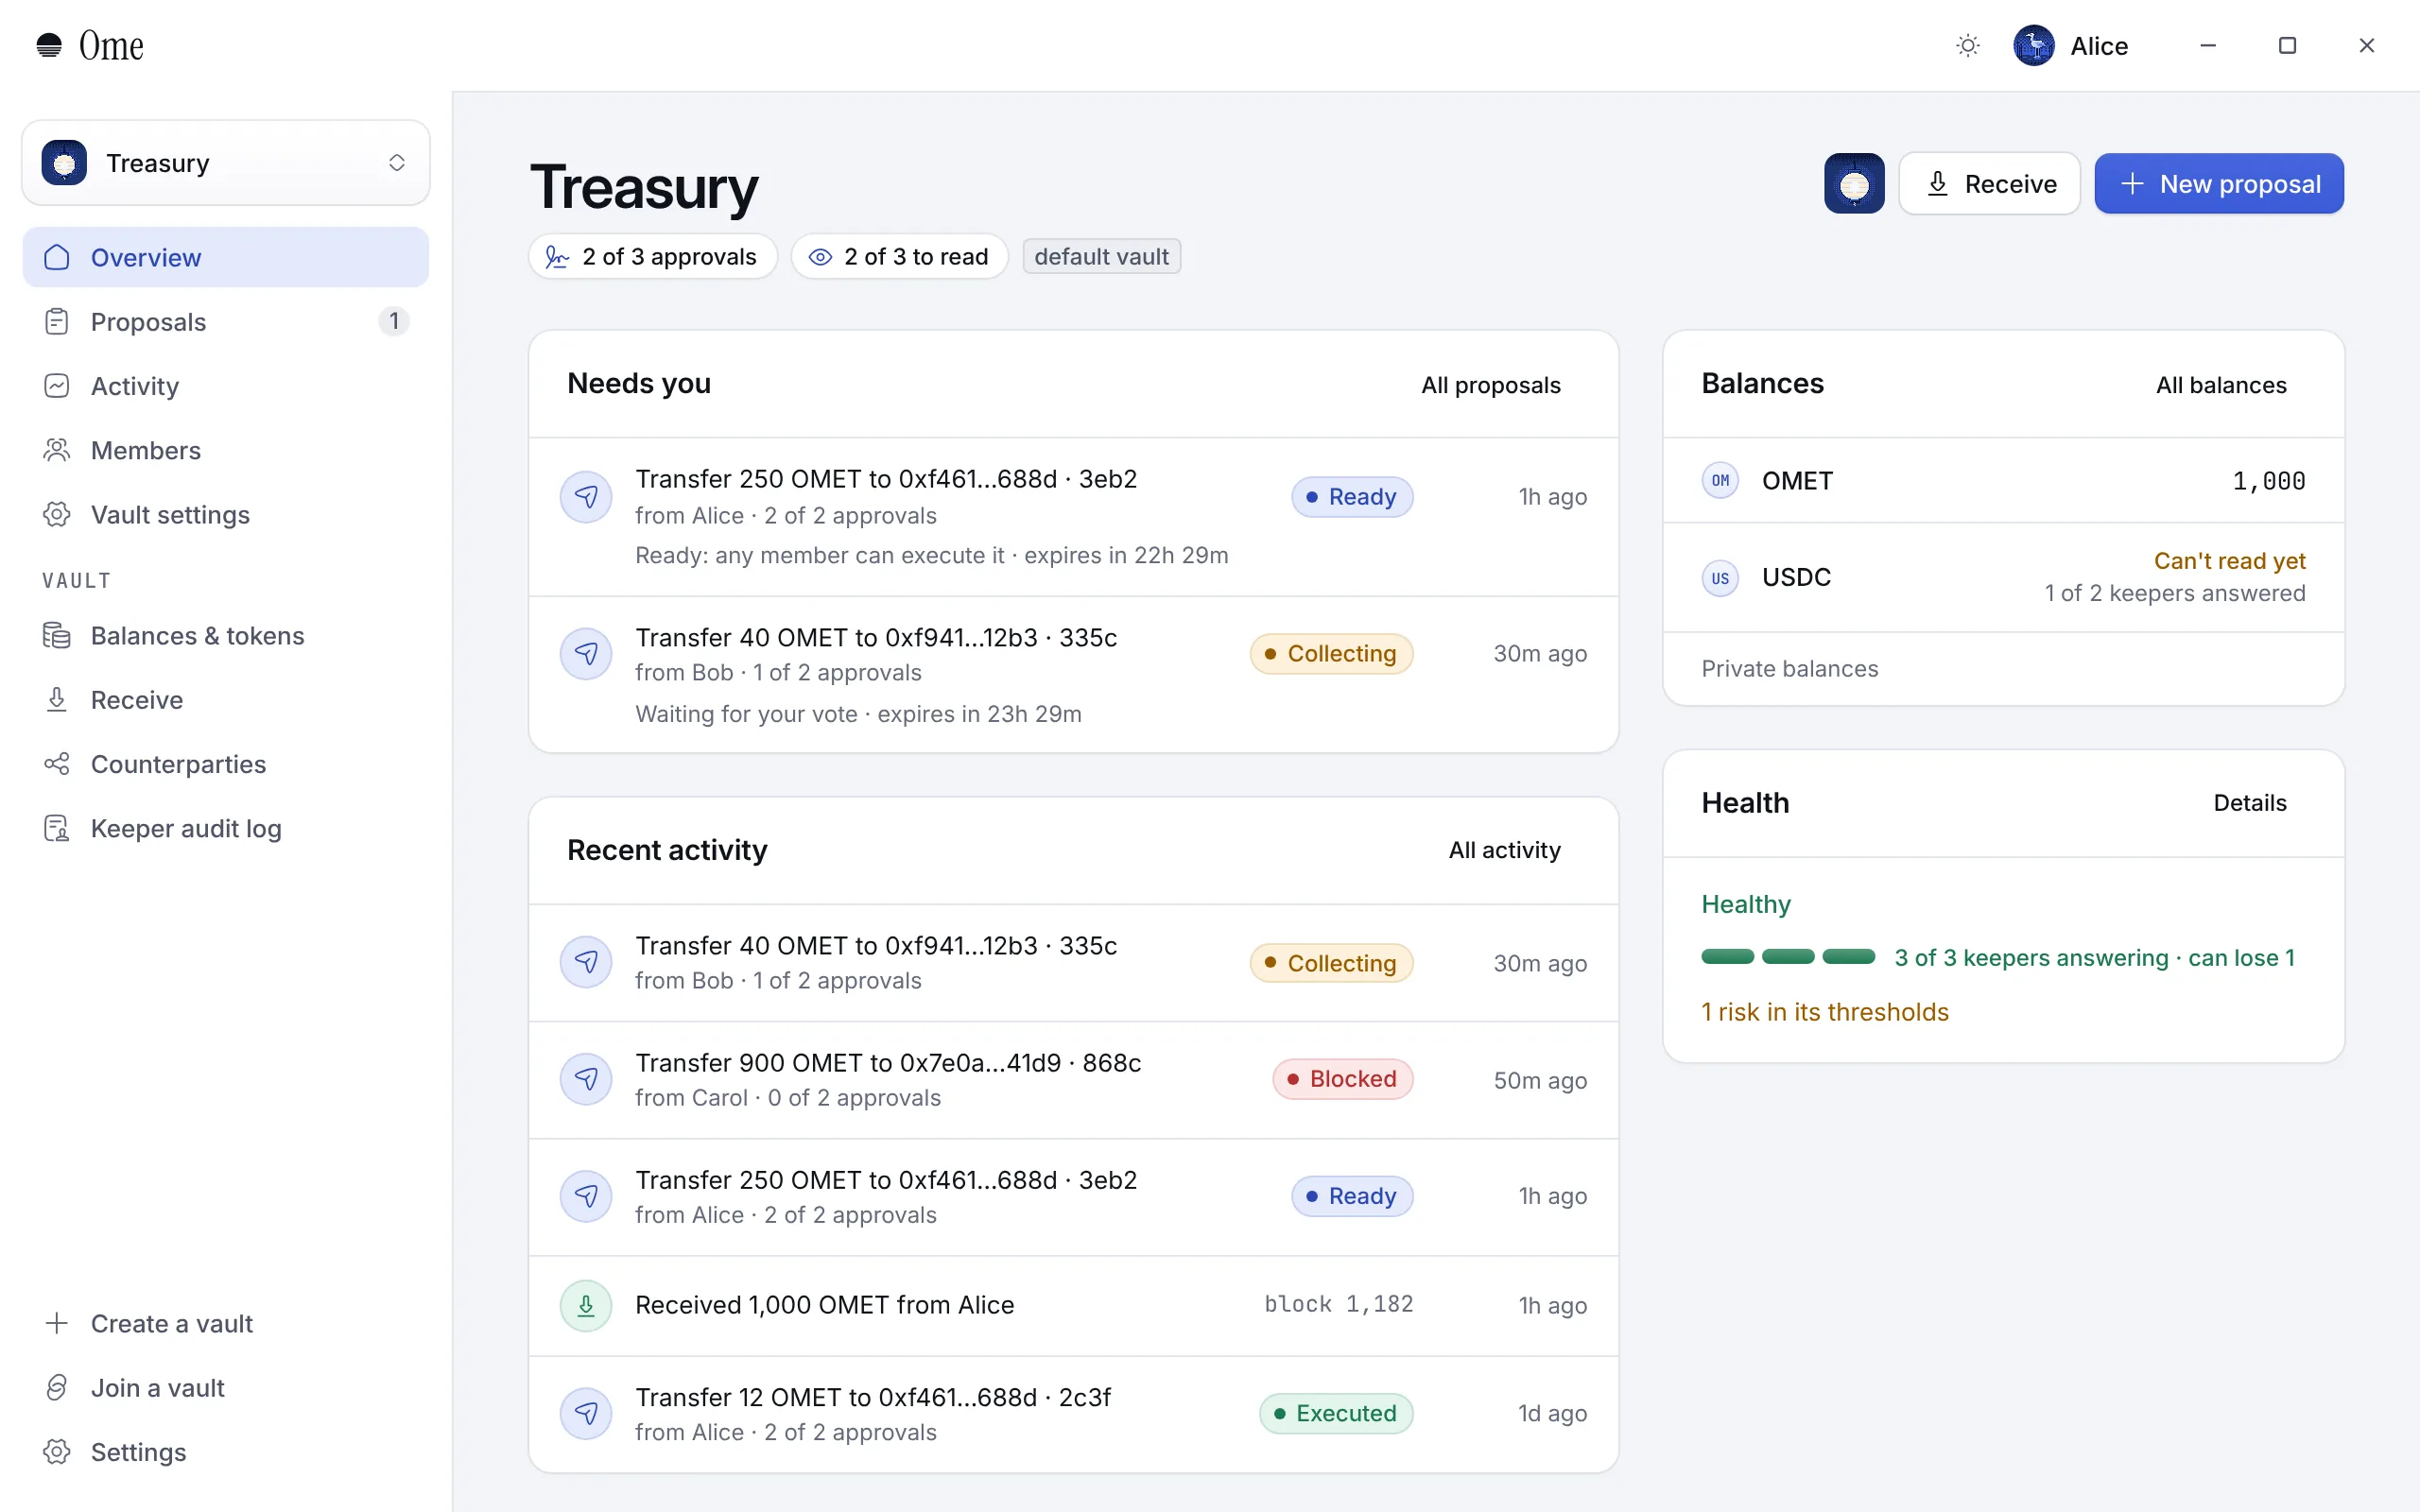 Ome
Alice
Treasury
Overview
Proposals 1
Activity
Members
Vault settings
VAULT
Balances & tokens
Receive
Counterparties
Keeper audit log
Create a vault
Join a vault
Settings
Treasury
Receive
New proposal
2 of 3 approvals
2 of 3 to read
default vault
Needs you
All proposals
Transfer 250 OMET to 0xf461...688d · 3eb2
from Alice · 2 of 2 approvals
Ready: any member can execute it · expires in 22h 29m
Ready
1h ago
Transfer 40 OMET to 0xf941...12b3 · 335c
from Bob · 1 of 2 approvals
Waiting for your vote · expires in 23h 29m
Collecting
30m ago
Recent activity
All activity
Transfer 40 OMET to 0xf941...12b3 · 335c
from Bob · 1 of 2 approvals
Collecting
30m ago
Transfer 900 OMET to 0x7e0a...41d9 · 868c
from Carol · 0 of 2 approvals
Blocked
50m ago
Transfer 250 OMET to 0xf461...688d · 3eb2
from Alice · 2 of 2 approvals
Ready
1h ago
Received 1,000 OMET from Alice
block 1,182
1h ago
Transfer 12 OMET to 0xf461...688d · 2c3f
from Alice · 2 of 2 approvals
Executed
1d ago
Balances
All balances
OM OMET 1,000
US USDC
Can't read yet
1 of 2 keepers answered
Private balances
Health
Details
Healthy
3 of 3 keepers answering · can lose 1
1 risk in its thresholds